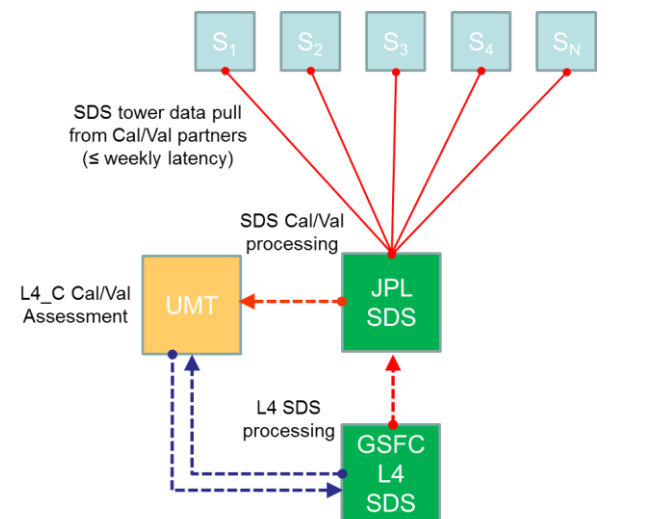 S1
S2
S3
S4
SN
SDS tower data pull
from Cal/Val partners
(≤ weekly latency)
SDS Cal/Val
processing
JPL
SDS
L4_C Cal/Val
Assessment
UMT
L4 SDS
processing
GSFC
L4
SDS